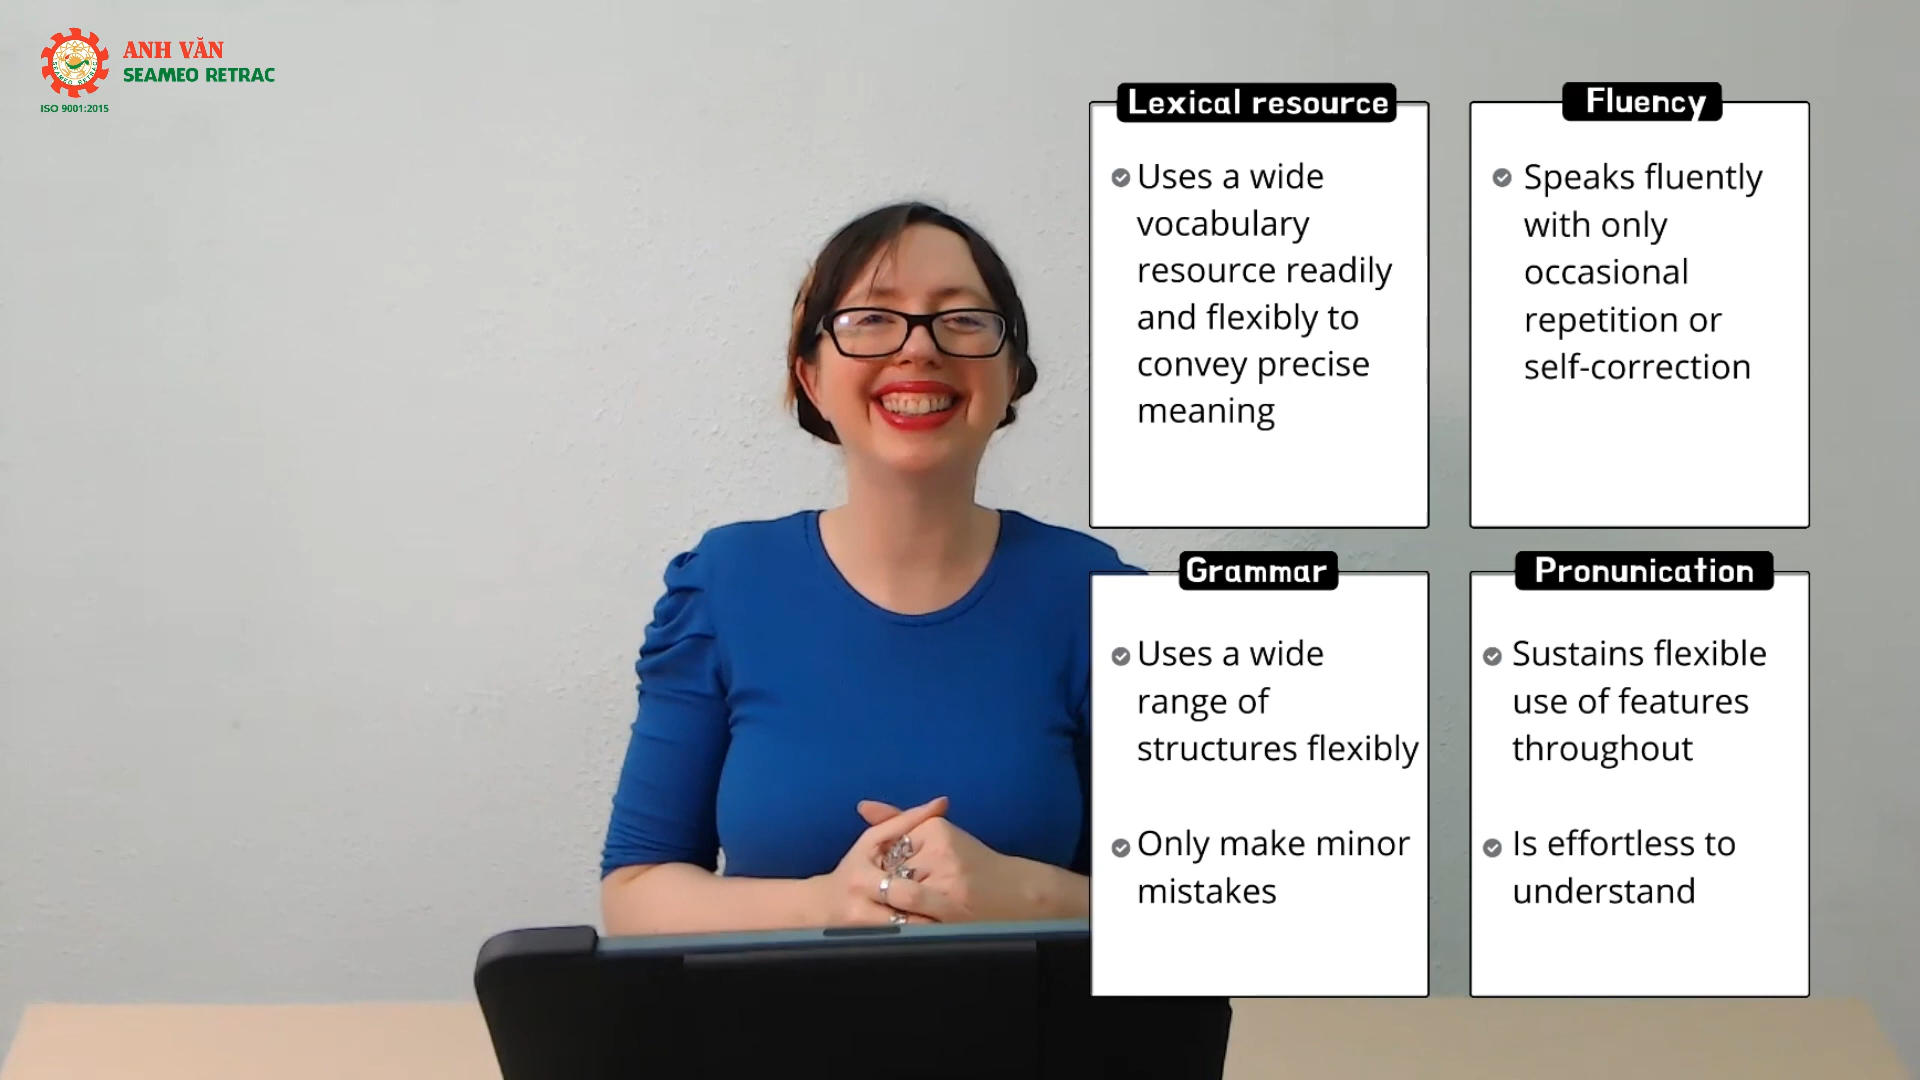 ANH VĂN
SEAMEO RETRAC
ISO 9001:2015
Lexical resource
Uses a wide
vocabulary
resource readily
and flexibly to
convey precise
meaning
Fluency
Speaks fluently
with only
occasional
repetition or
self-correction
Grammar
Uses a wide
range of
structures flexibly
Only make minor
mistakes
Pronunication
Sustains flexible
use of features
throughout
Is effortless to
understand